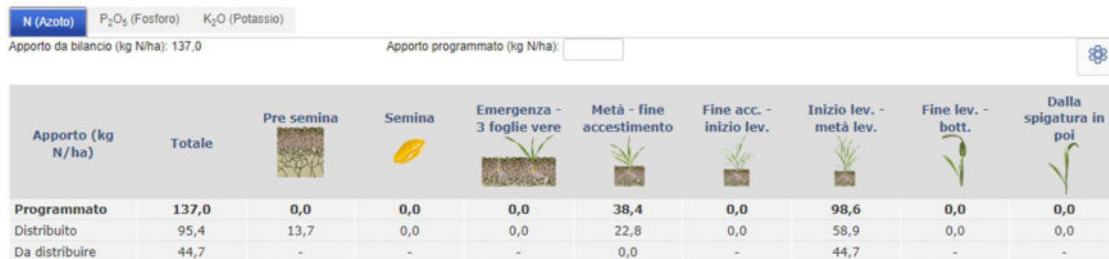 N (Azoto) P₂O₅ (Fosforo) K₂O (Potassio)
Apporto da bilancio (kg N/ha): 137,0 Apporto programmato (kg N/ha):
Apporto (kg N/ha) Totale Pre semina Semina Emergenza - 3 foglie vere Metà - fine accestimento Fine acc. - inizio lev. Inizio lev. - metà lev. Fine lev. - bott. Dalla spigatura in poi
Programmato 137,0 0,0 0,0 0,0 38,4 0,0 98,6 0,0 0,0
Distribuito 95,4 13,7 0,0 0,0 22,8 0,0 58,9 0,0 0,0
Da distribuire 44,7 - - - 0,0 - 44,7 - -